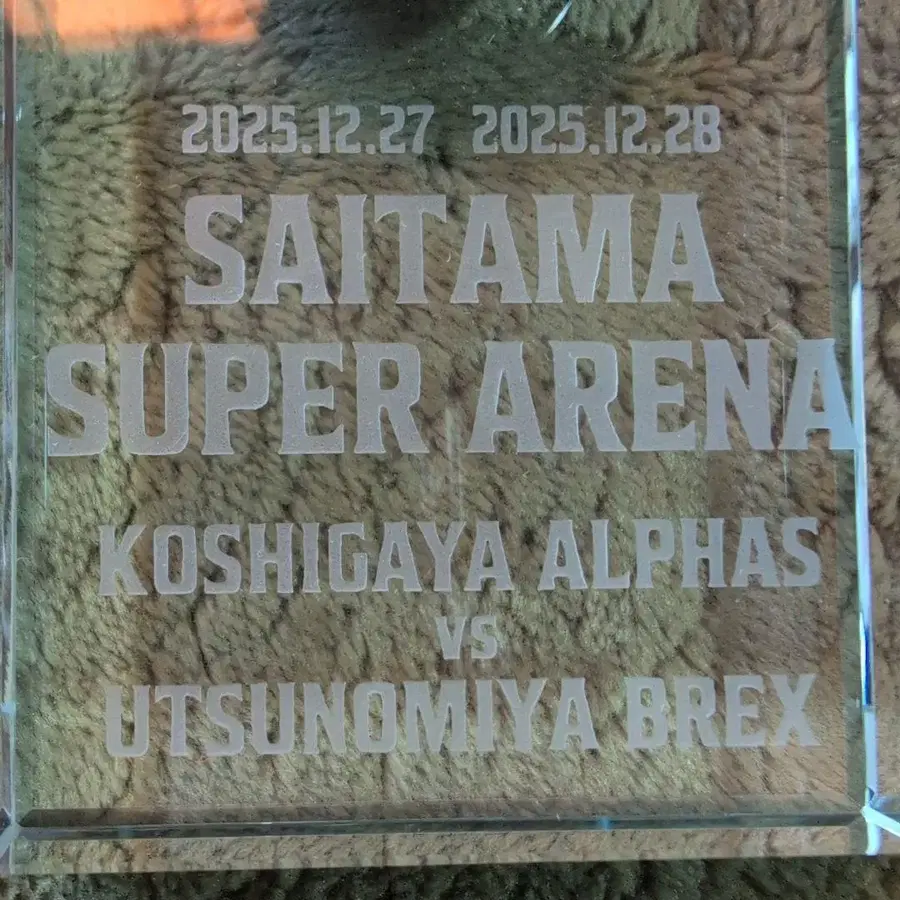 2025.12.27 2025.12.28
SAITAMA
SUPER ARENA
KOSHIGAYA ALPHAS
VS
UTSUNOMIYA BREX